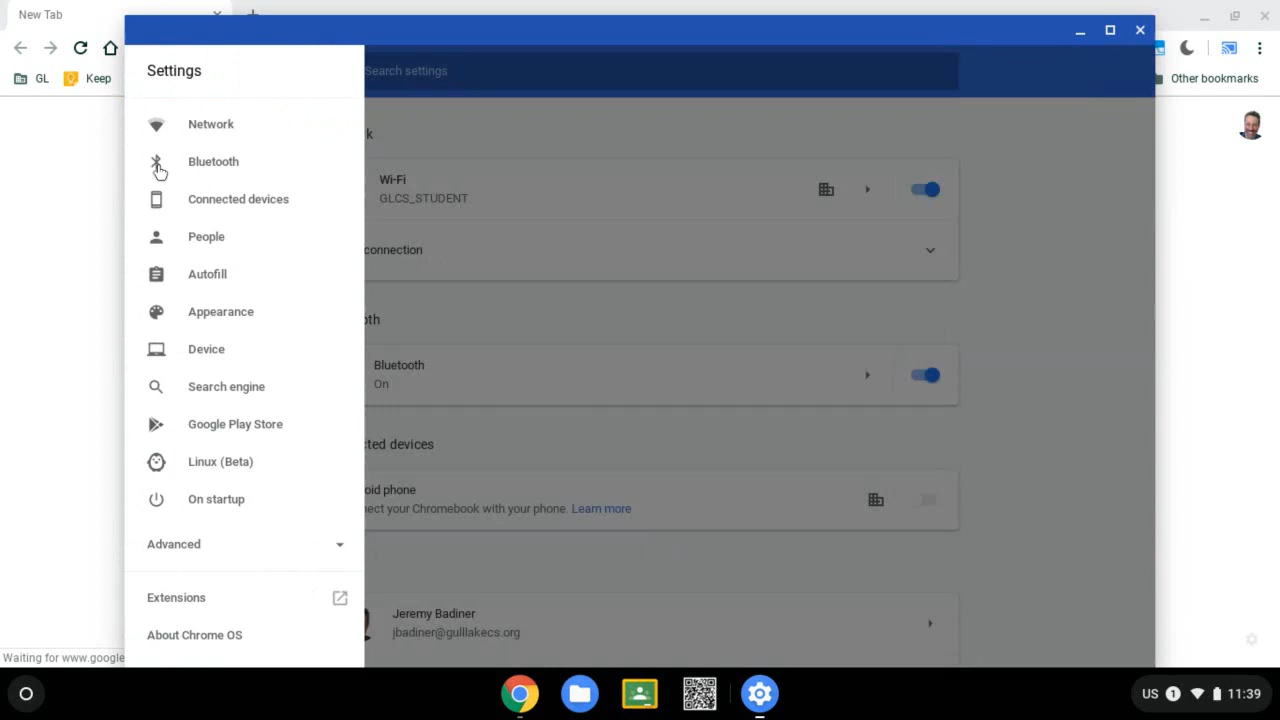 New Tab
GL
Keep
Other bookmarks
Settings
Search settings
Network
Bluetooth
Connected devices
People
Autofill
Appearance
Device
Search engine
Google Play Store
Linux (Beta)
On startup
Advanced
Extensions
About Chrome OS
k
Wi-Fi
GLCS_STUDENT
connection
oth
Bluetooth
On
cted devices
oid phone
nect your Chromebook with your phone. Learn more
Jeremy Badiner
jbadiner@gulllakecs.org
Waiting for www.google
US 1 11:39